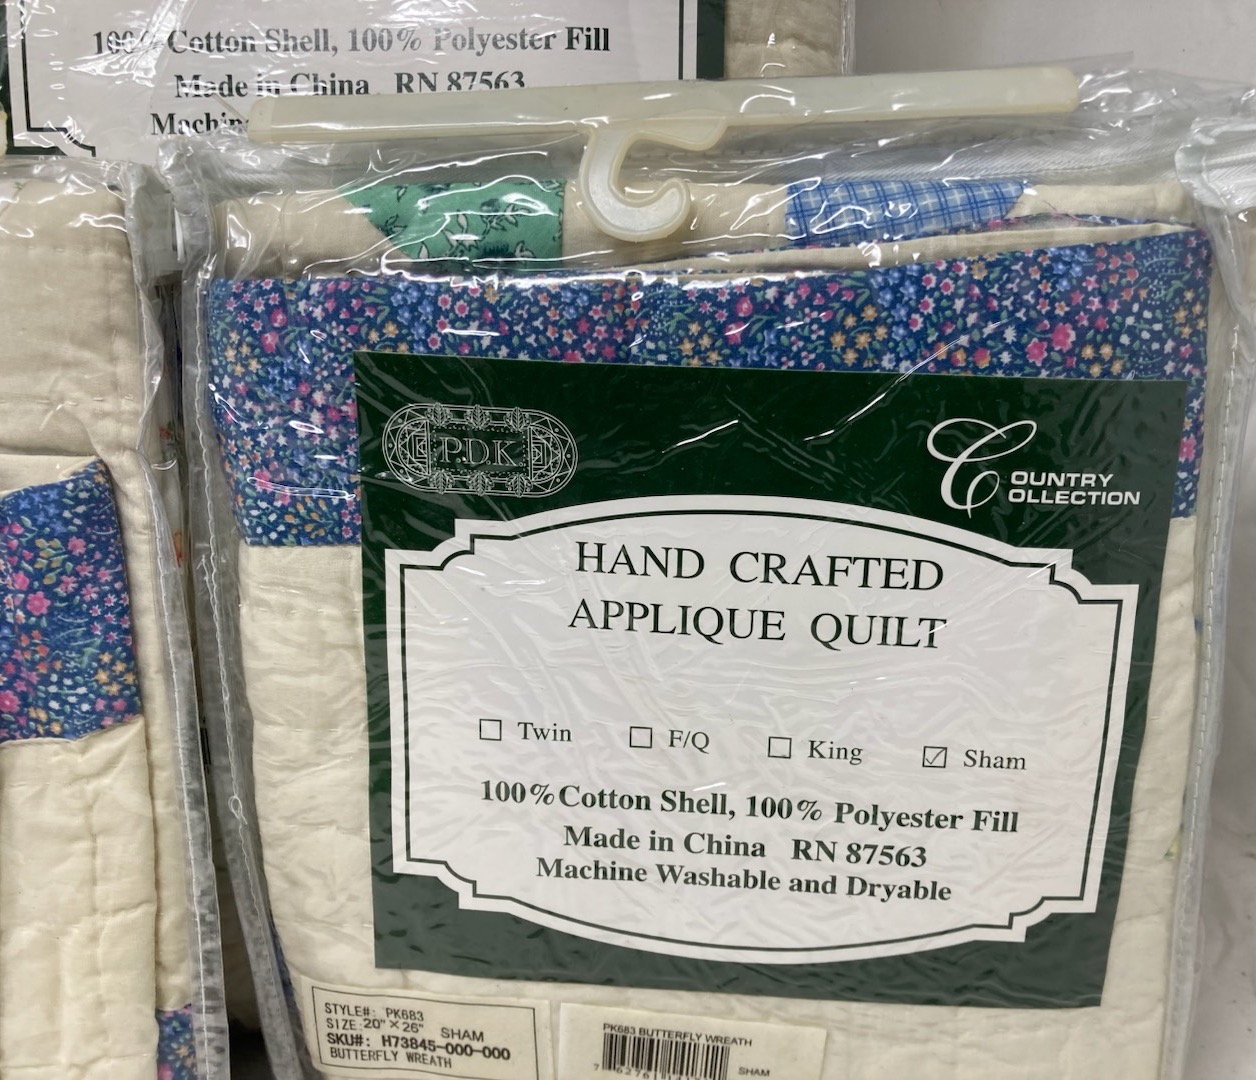 100% Cotton Shell, 100% Polyester Fill
Made in China RN 87563
PDK
COUNTRY
COLLECTION
HAND CRAFTED
APPLIQUE QUILT
☐ Twin ☐ F/Q ☐ King ☑ Sham
100% Cotton Shell, 100% Polyester Fill
Made in China RN 87563
Machine Washable and Dryable
STYLE#: PK683
SIZE: 20" × 26" SHAM
SKU#: H73845-000-000
BUTTERFLY WREATH
PK683 BUTTERFLY WREATH
SHAM